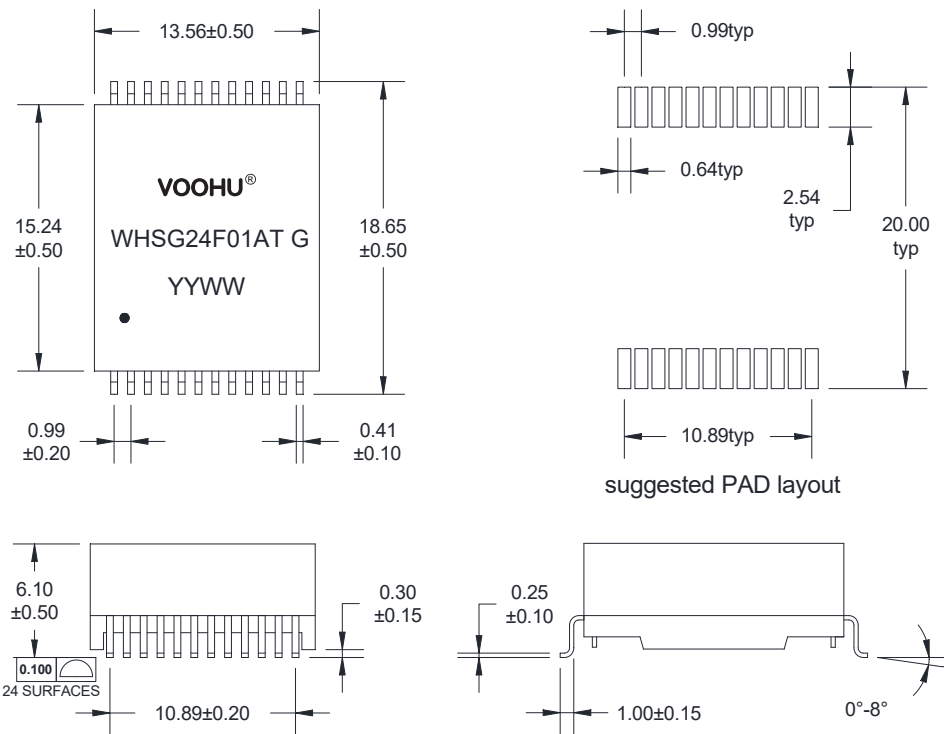 13.56±0.50
0.99typ
VOOHU®
WHSG24F01AT G
YYWW
15.24
±0.50
18.65
±0.50
0.64typ
2.54
typ
20.00
typ
0.99
±0.20
0.41
±0.10
10.89typ
suggested PAD layout
6.10
±0.50
0.30
±0.15
0.25
±0.10
0.100
24 SURFACES
10.89±0.20
1.00±0.15
0°-8°